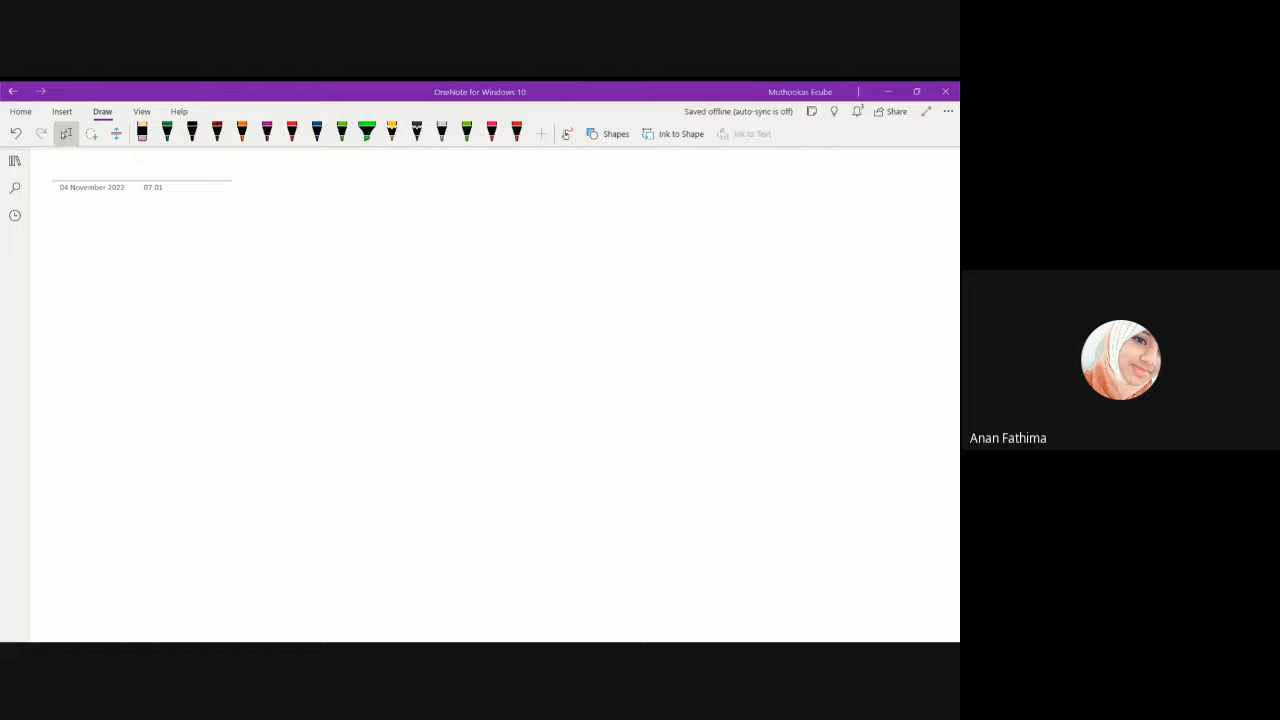 OneNote for Windows 10
Muthookas Ecube
Home Insert Draw View Help
Saved offline (auto-sync is off)
Share
Shapes
Ink to Shape
Ink to Text
04 November 2022 07:01
Anan Fathima